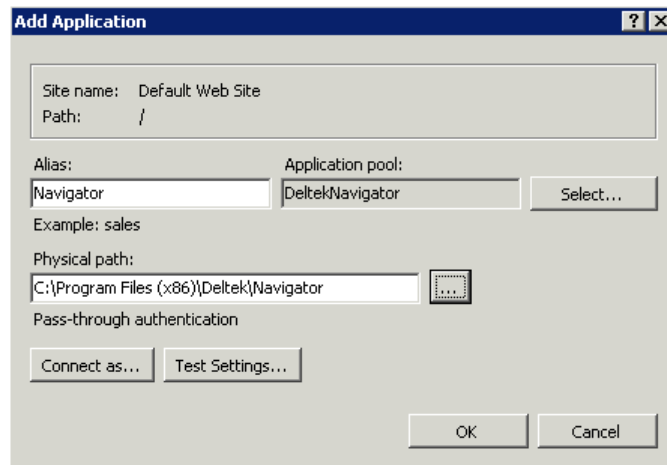 Add Application
Site name: Default Web Site
Path: /
Alias: Application pool:
Navigator DeltekNavigator Select...
Example: sales
Physical path:
C:\Program Files (x86)\Deltek\Navigator ...
Pass-through authentication
Connect as... Test Settings...
OK Cancel